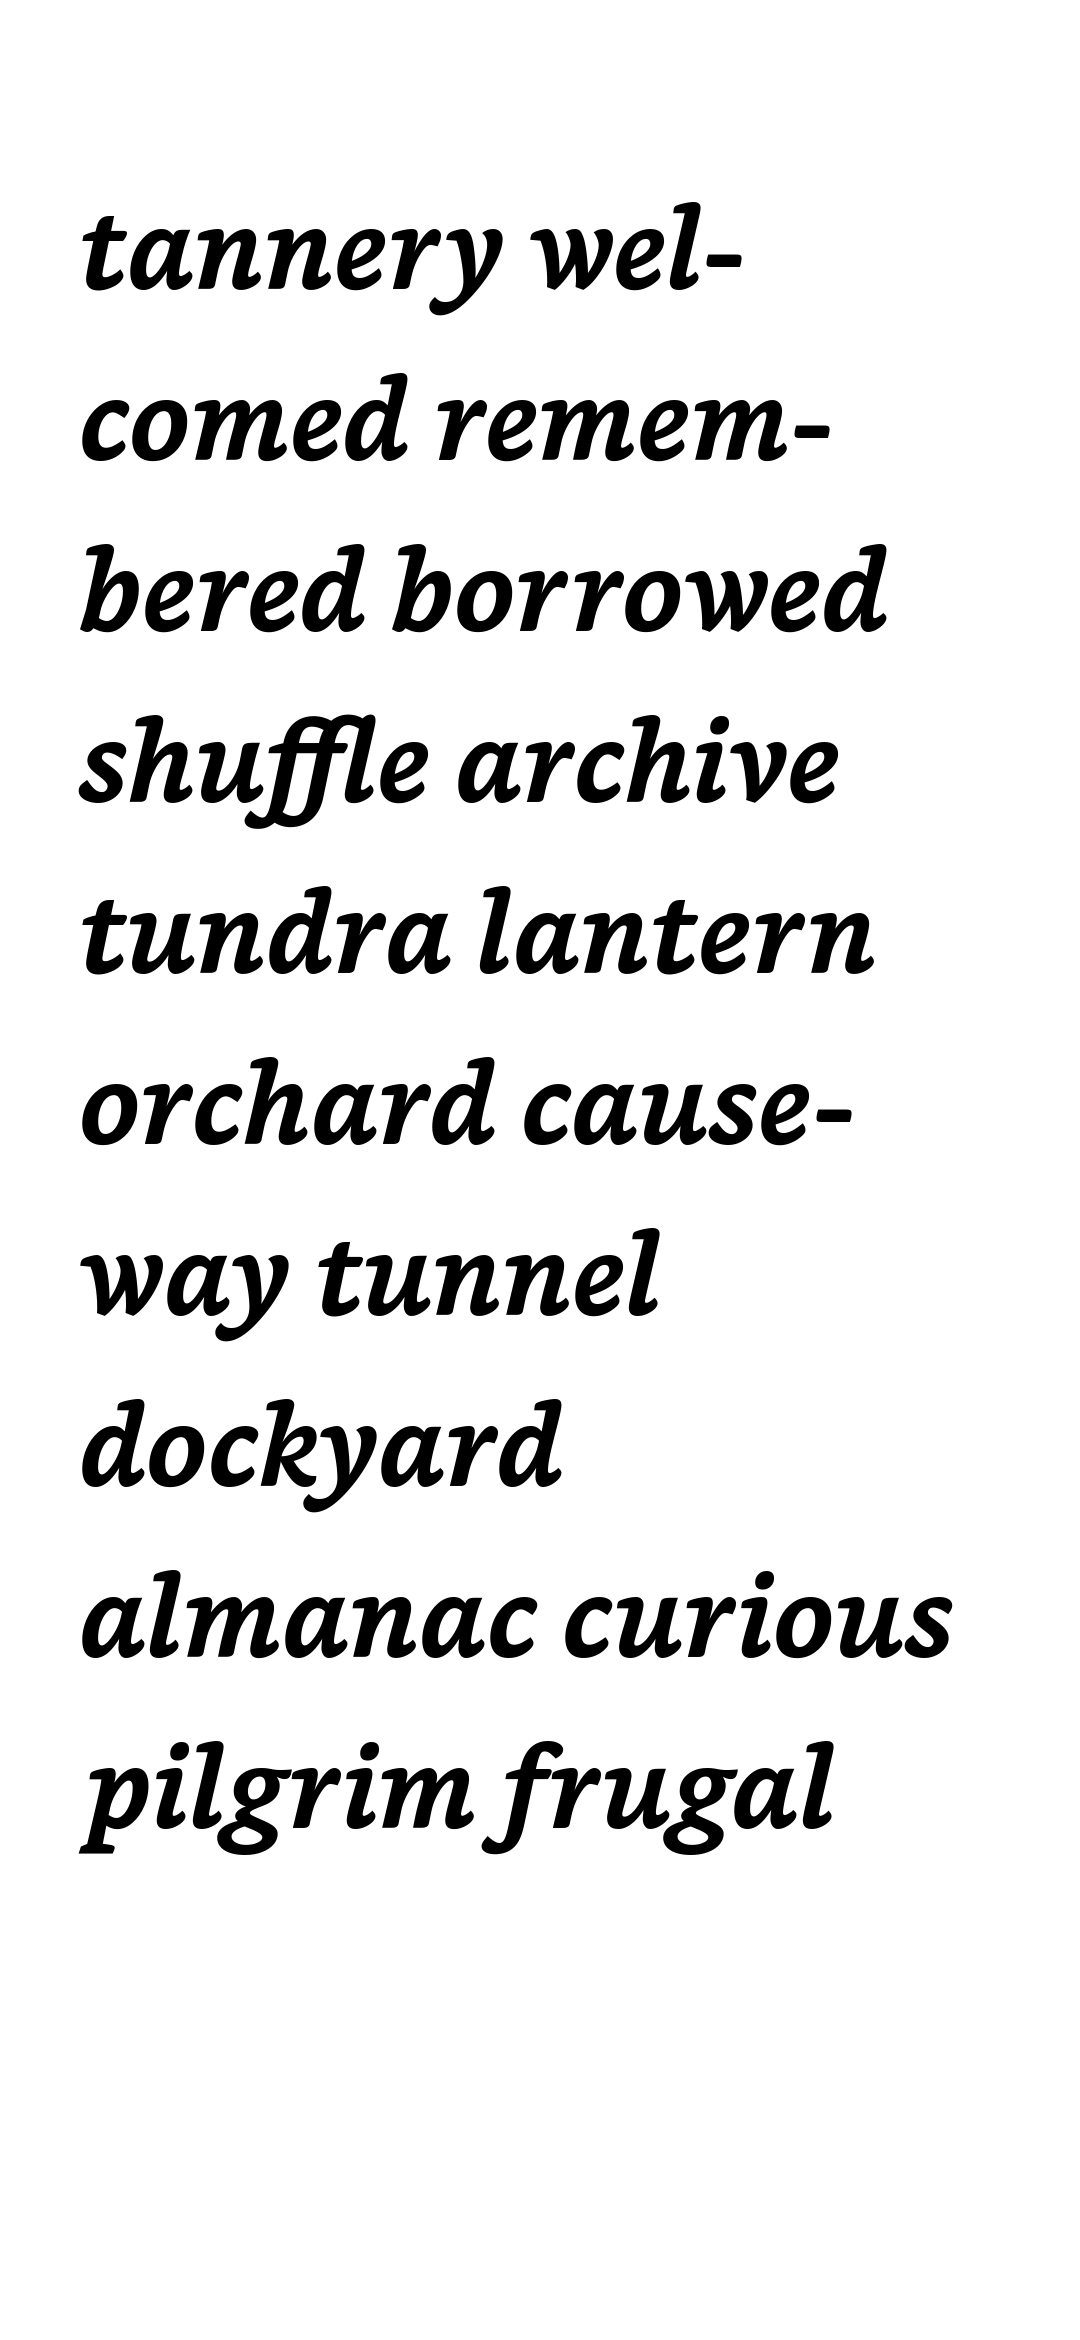 tannery wel-
comed remem-
bered borrowed
shuffle archive
tundra lantern
orchard cause-
way tunnel
dockyard
almanac curious
pilgrim frugal